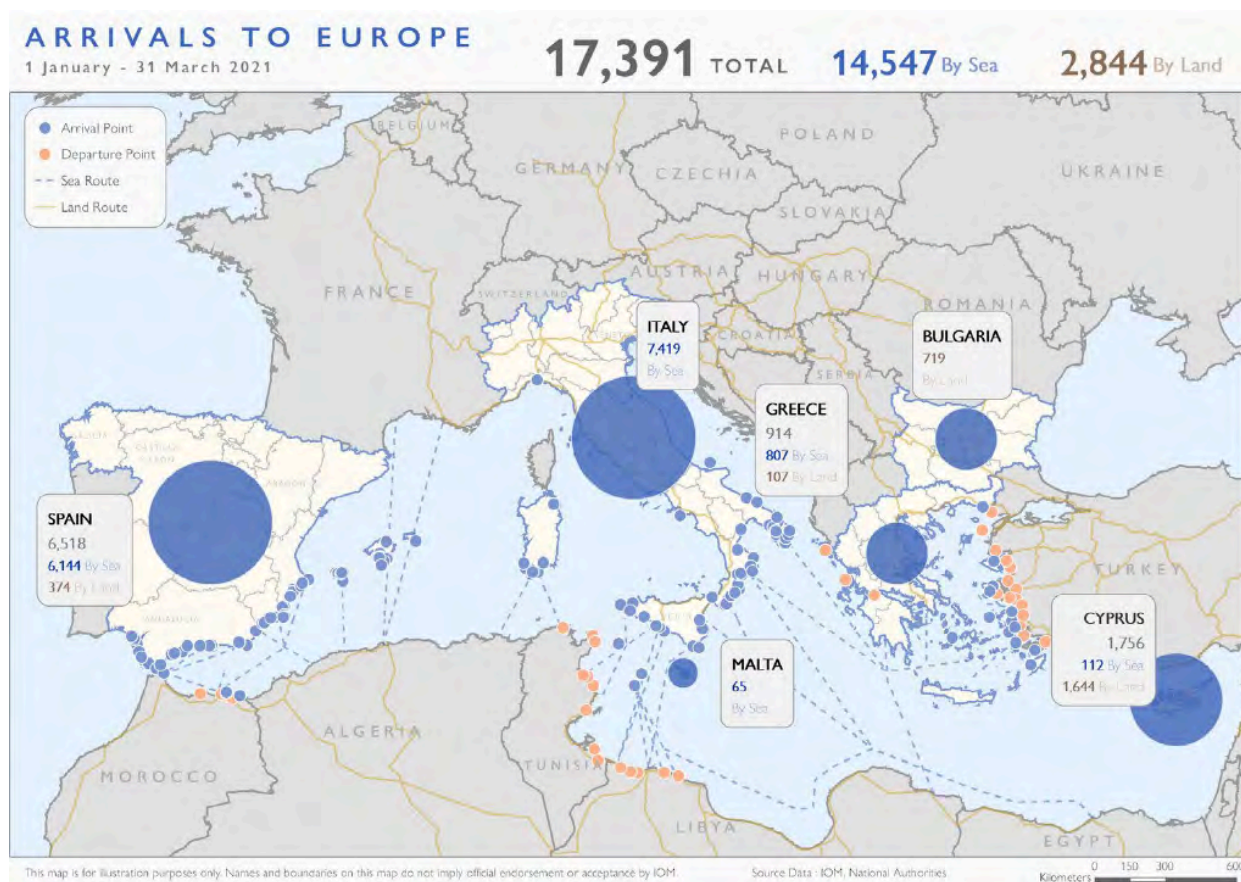 ARRIVALS TO EUROPE
1 January - 31 March 2021
17,391 TOTAL
14,547 By Sea
2,844 By Land
Arrival Point
Departure Point
Sea Route
Land Route
BELGIUM
POLAND
GERMANY
CZECHIA
UKRAINE
SLOVAKIA
AUSTRIA
HUNGARY
FRANCE
SWITZERLAND
ROMANIA
CROATIA
SERBIA
ITALY
7,419
By Sea
BULGARIA
719
By Land
GREECE
914
807 By Sea
107 By Land
ARAGON
SPAIN
6,518
6,144 By Sea
374 By Land
TURKEY
CYPRUS
1,756
112 By Sea
1,644 By Land
MALTA
65
By Sea
ALGERIA
MOROCCO
TUNISIA
LIBYA
EGYPT
This map is for illustration purposes only. Names and boundaries on this map do not imply official endorsement or acceptance by IOM.
Source Data : IOM, National Authorities
0 150 300 600
Kilometers